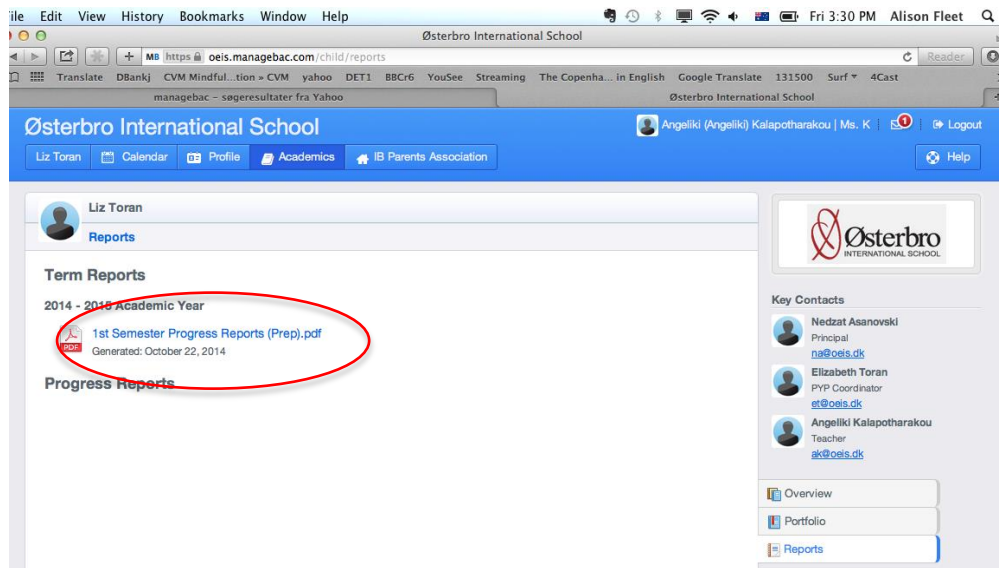 ile Edit View History Bookmarks Window Help Fri 3:30 PM Alison Fleet
Østerbro International School
MB https oeis.managebac.com/child/reports Reader
Translate DBankj CVM Mindful...tion » CVM yahoo DET1 BBCr6 YouSee Streaming The Copenha... in English Google Translate 131500 Surf 4Cast
managebac – søgeresultater fra Yahoo Østerbro International School
Østerbro International School Angeliki (Angeliki) Kalapotharakou | Ms. K 1 Logout
Liz Toran Calendar Profile Academics IB Parents Association Help
Liz Toran
Reports
Term Reports
2014 - 2015 Academic Year
PDF 1st Semester Progress Reports (Prep).pdf
Generated: October 22, 2014
Progress Reports
Østerbro
INTERNATIONAL SCHOOL
Key Contacts
Nedzat Asanovski
Principal
na@oeis.dk
Elizabeth Toran
PYP Coordinator
et@oeis.dk
Angeliki Kalapotharakou
Teacher
ak@oeis.dk
Overview
Portfolio
Reports